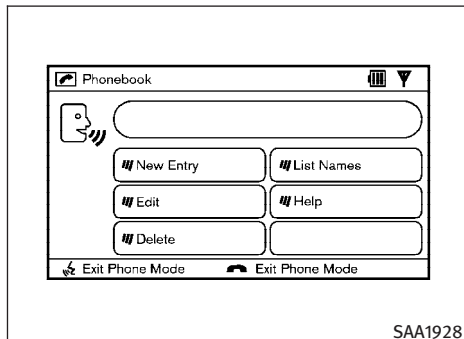 Phonebook
New Entry
List Names
Edit
Help
Delete
Exit Phone Mode
Exit Phone Mode
SAA1928